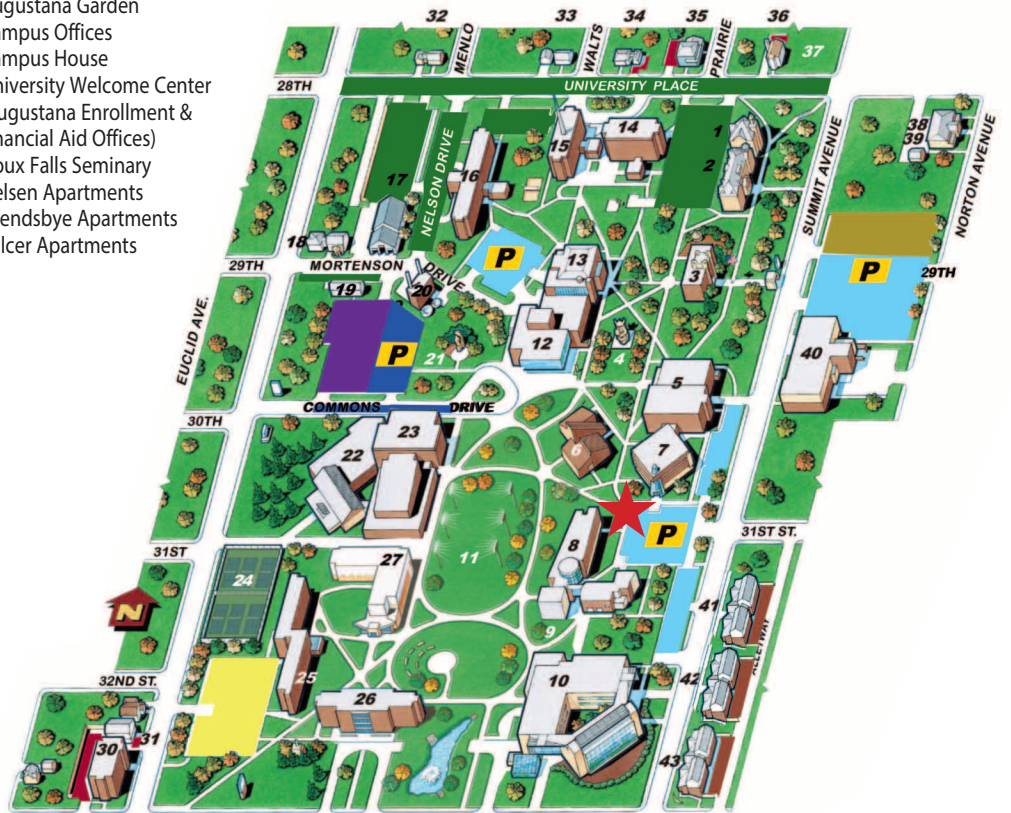 ugustana Garden
ampus Offices
ampus House
niversity Welcome Center
ugustana Enrollment &
nancial Aid Offices)
oux Falls Seminary
elsen Apartments
endsbye Apartments
lcer Apartments
32
33
34
35
36
37
MENLO
WALTS
PRAIRIE
28TH
UNIVERSITY PLACE
1
2
14
15
16
17
NELSON DRIVE
38
39
SUMMIT AVENUE
NORTON AVENUE
18
P
13
3
P
29TH
29TH
MORTENSON DRIVE
19
20
EUCLID AVE.
P
21
12
4
40
5
COMMONS DRIVE
30TH
23
22
6
7
P
31ST ST.
31ST
11
8
27
24
N
41
9
10
42
32ND ST.
25
26
31
30
43